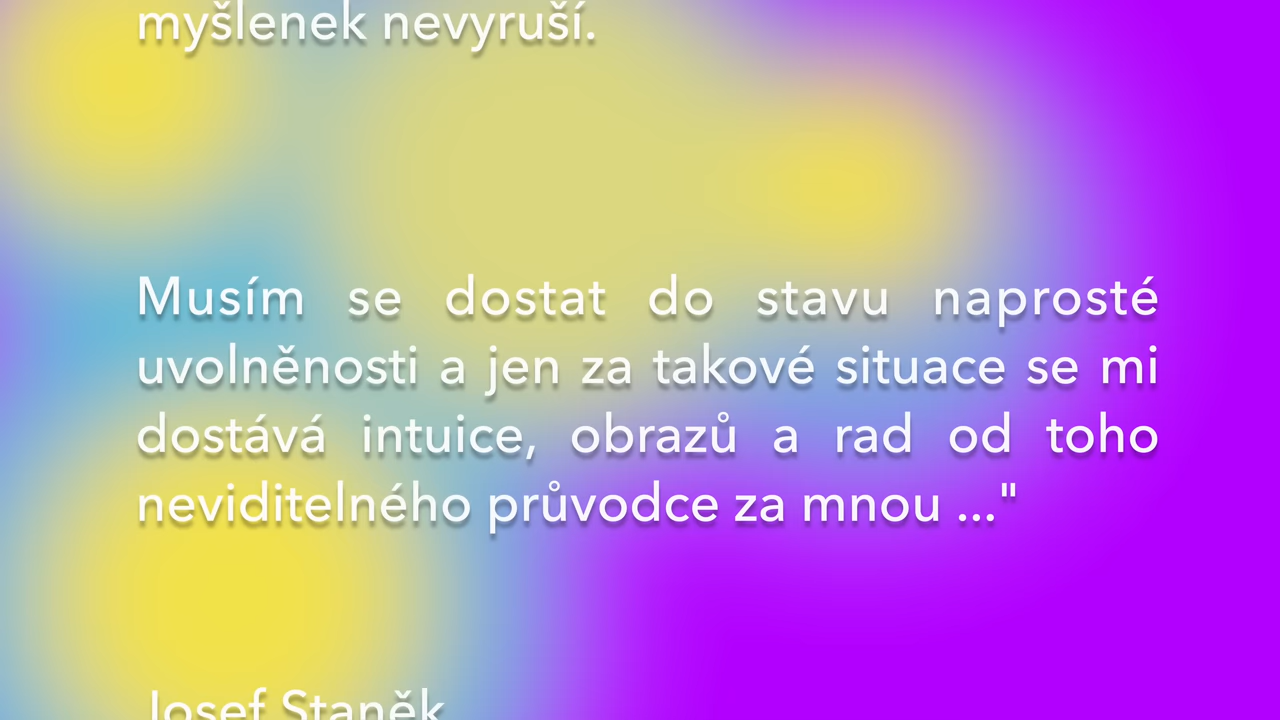 myšlenek nevyruší.
Musím se dostat do stavu naprosté
uvolněnosti a jen za takové situace se mi
dostává intuice, obrazů a rad od toho
neviditelného průvodce za mnou ..."
Josef Staněk